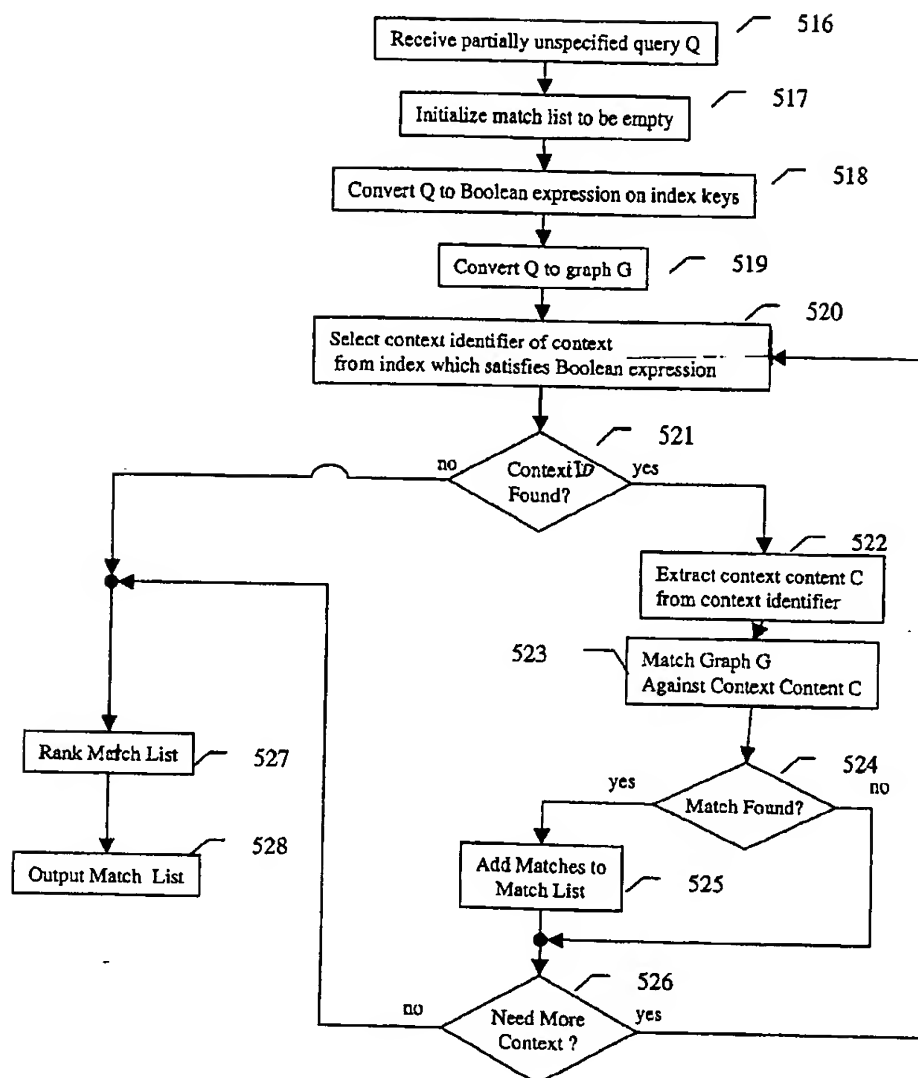 516
Receive partially unspecified query Q
517
Initialize match list to be empty
518
Convert Q to Boolean expression on index keys
519
Convert Q to graph G
520
Select context identifier of context
from index which satisfies Boolean expression
521
no
Context ID
Found?
yes
522
Extract context content C
from context identifier
523
Match Graph G
Against Context Content C
524
yes
Match Found?
no
Rank Match List
527
Add Matches to
Match List
525
528
Output Match List
526
no
Need More
Context ?
yes